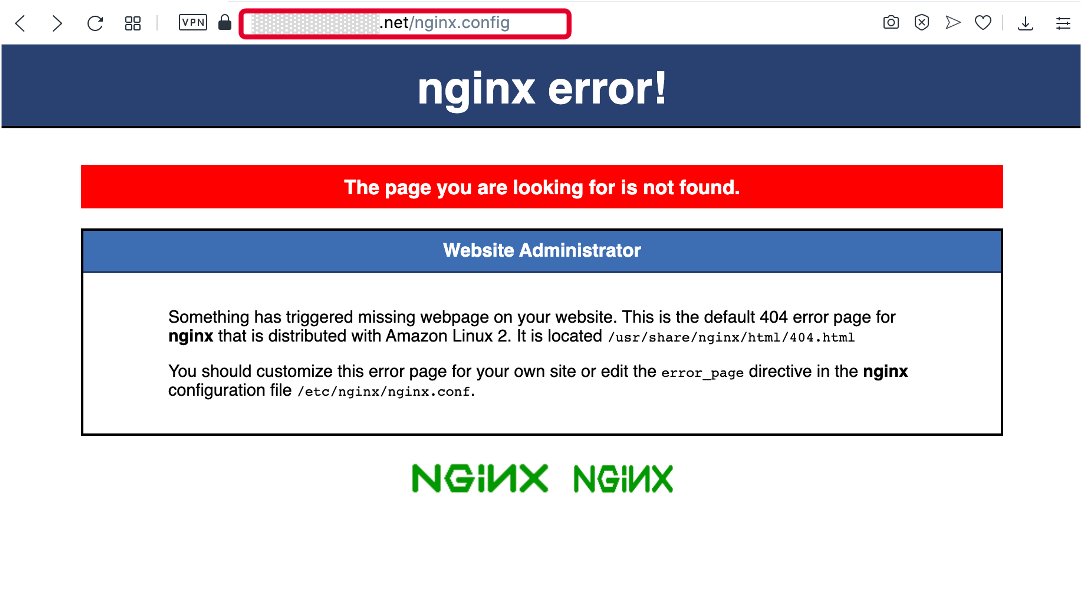 VPN
.net/nginx.config
nginx error!
The page you are looking for is not found.
Website Administrator
Something has triggered missing webpage on your website. This is the default 404 error page for
nginx that is distributed with Amazon Linux 2. It is located /usr/share/nginx/html/404.html
You should customize this error page for your own site or edit the error_page directive in the nginx
configuration file /etc/nginx/nginx.conf.
NGiNX NGiNX